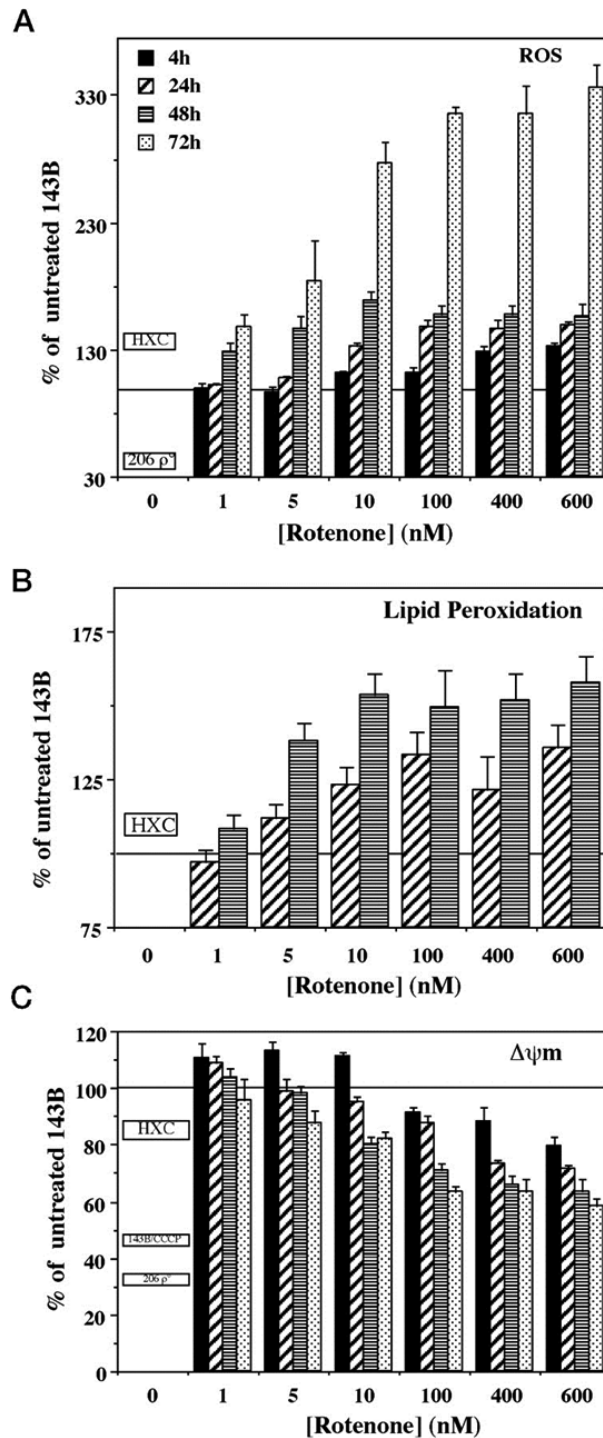 A
ROS
4h
24h
48h
72h
330
230
130
30
% of untreated 143B
HXC
206 ρ°
0 1 5 10 100 400 600
[Rotenone] (nM)
B
Lipid Peroxidation
175
125
75
% of untreated 143B
HXC
0 1 5 10 100 400 600
[Rotenone] (nM)
C
Δψm
120
100
80
60
40
20
0
% of untreated 143B
HXC
143B/CCCP
206 ρ°
0 1 5 10 100 400 600
[Rotenone] (nM)